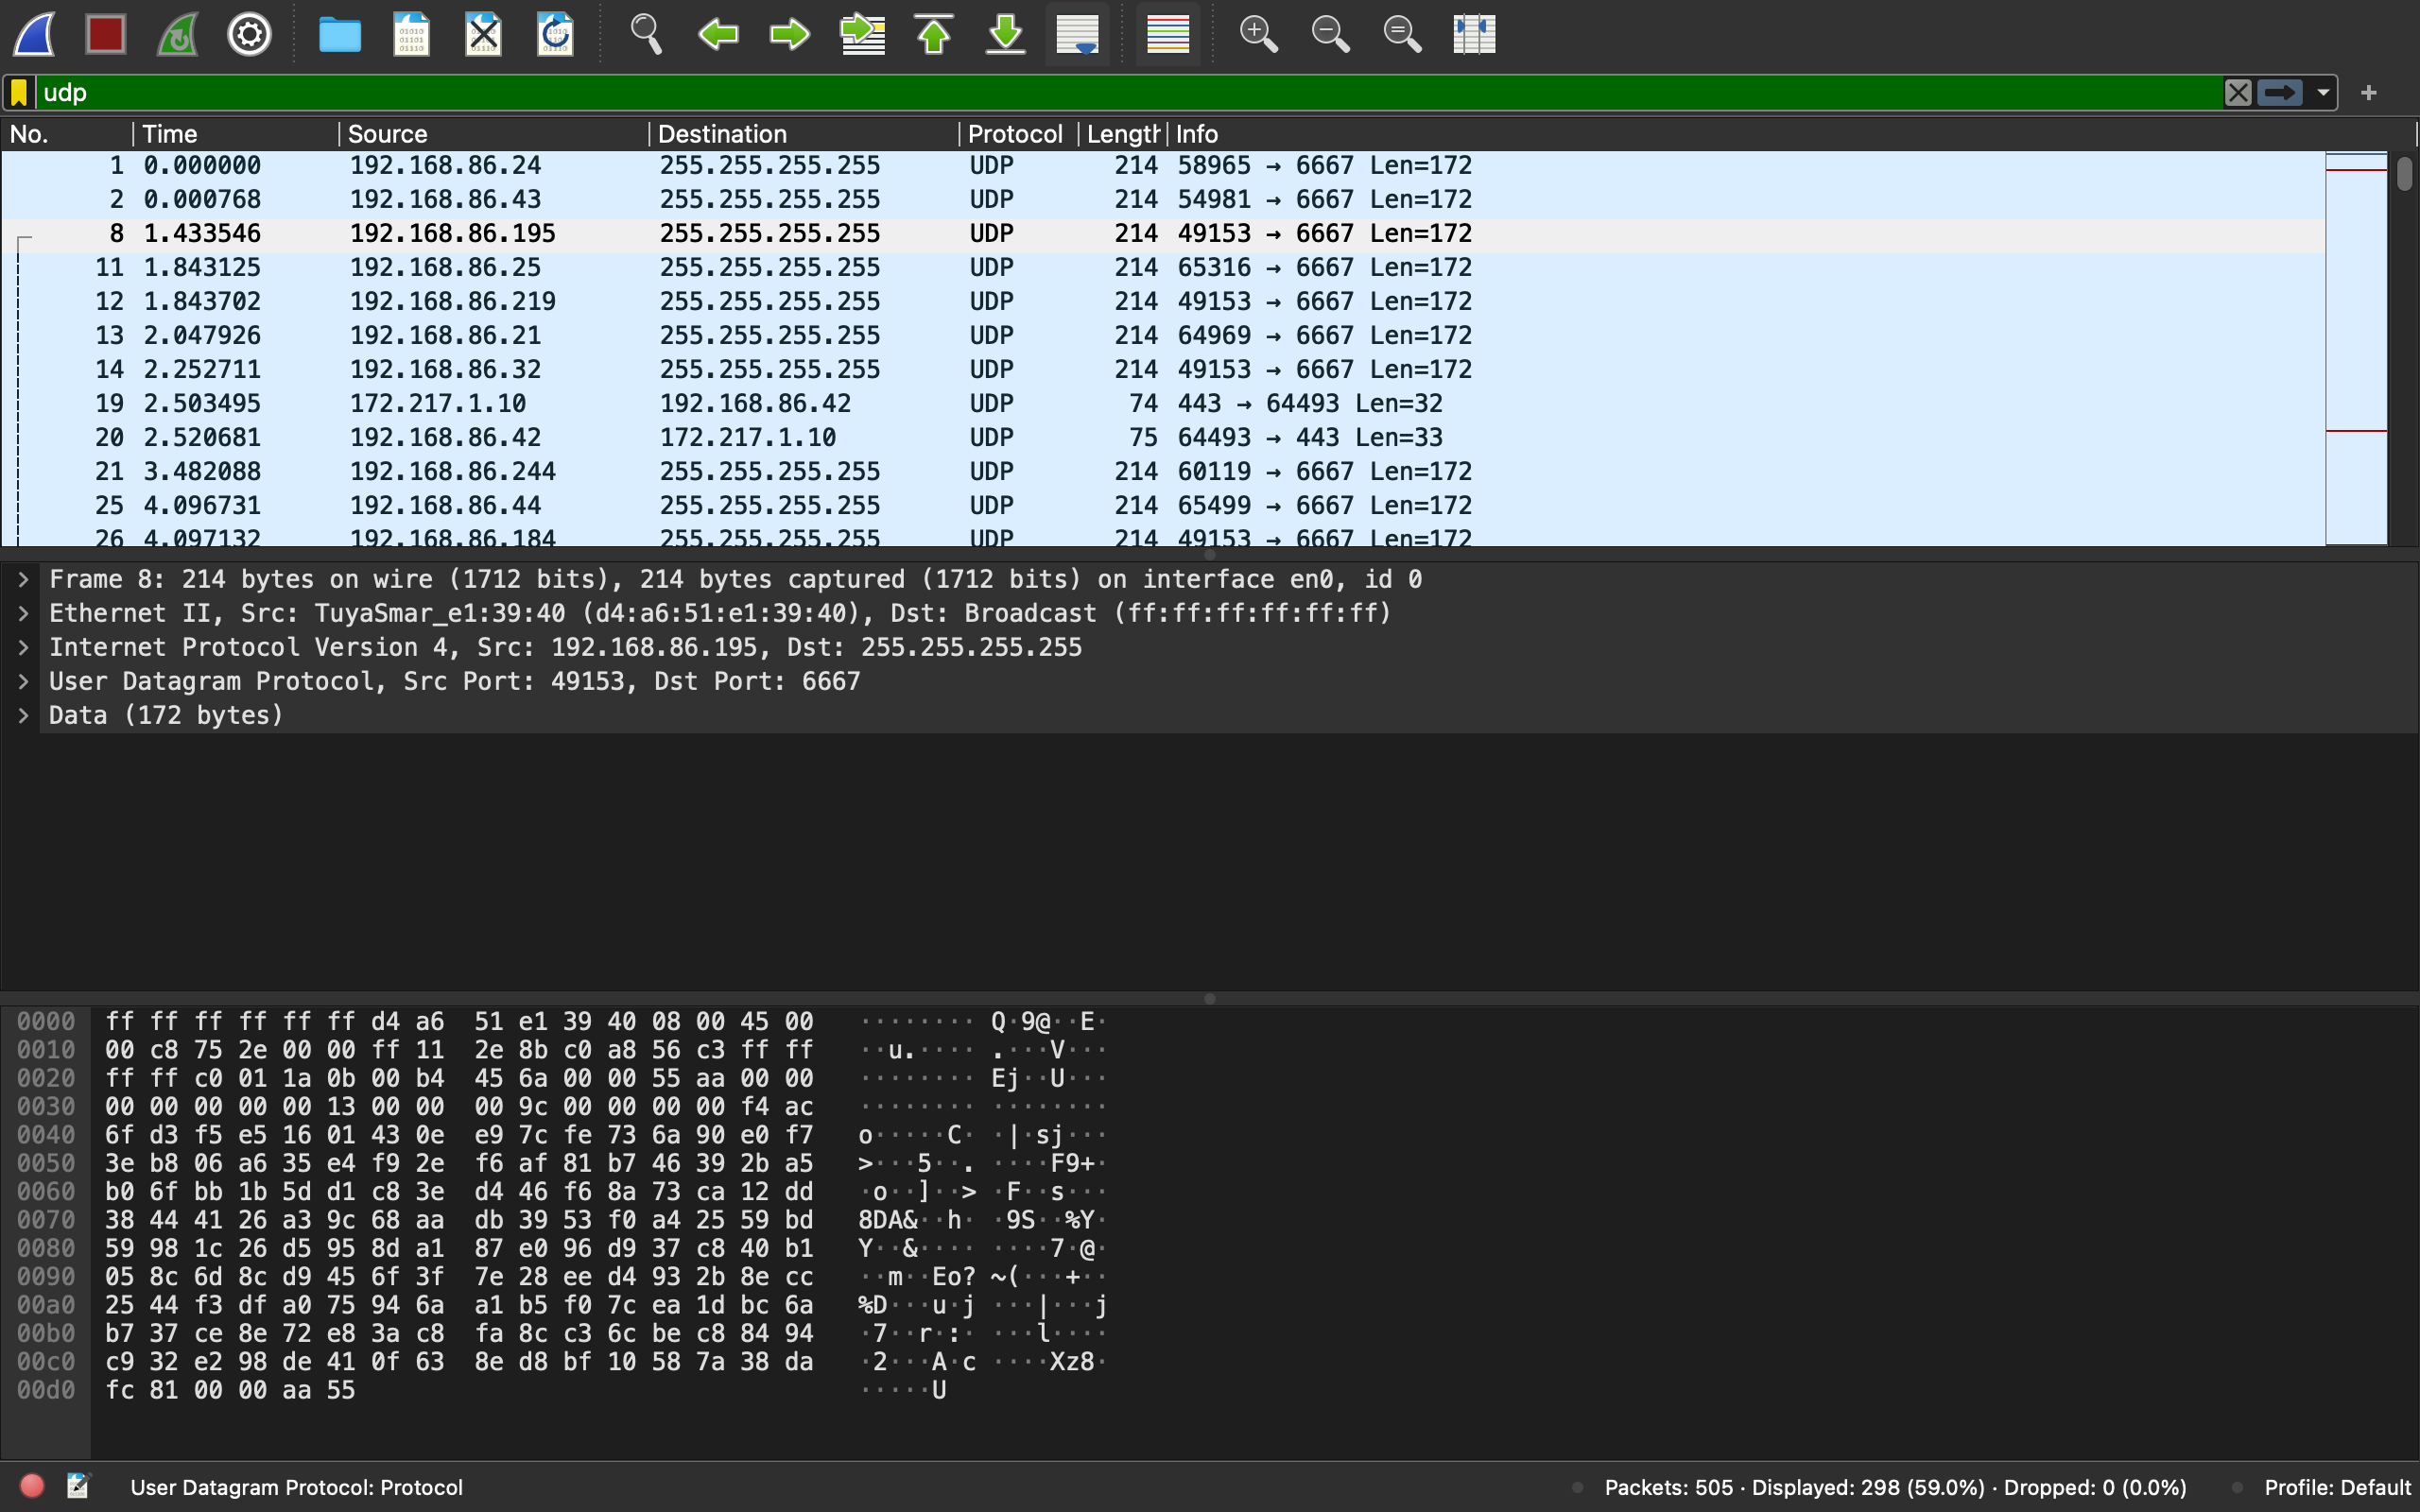 udp
No. Time Source Destination Protocol Length Info
1 0.000000 192.168.86.24 255.255.255.255 UDP 214 58965 → 6667 Len=172
2 0.000768 192.168.86.43 255.255.255.255 UDP 214 54981 → 6667 Len=172
8 1.433546 192.168.86.195 255.255.255.255 UDP 214 49153 → 6667 Len=172
11 1.843125 192.168.86.25 255.255.255.255 UDP 214 65316 → 6667 Len=172
12 1.843702 192.168.86.219 255.255.255.255 UDP 214 49153 → 6667 Len=172
13 2.047926 192.168.86.21 255.255.255.255 UDP 214 64969 → 6667 Len=172
14 2.252711 192.168.86.32 255.255.255.255 UDP 214 49153 → 6667 Len=172
19 2.503495 172.217.1.10 192.168.86.42 UDP 74 443 → 64493 Len=32
20 2.520681 192.168.86.42 172.217.1.10 UDP 75 64493 → 443 Len=33
21 3.482088 192.168.86.244 255.255.255.255 UDP 214 60119 → 6667 Len=172
25 4.096731 192.168.86.44 255.255.255.255 UDP 214 65499 → 6667 Len=172
26 4.097132 192.168.86.184 255.255.255.255 UDP 214 49153 → 6667 Len=172
Frame 8: 214 bytes on wire (1712 bits), 214 bytes captured (1712 bits) on interface en0, id 0
Ethernet II, Src: TuyaSmar_e1:39:40 (d4:a6:51:e1:39:40), Dst: Broadcast (ff:ff:ff:ff:ff:ff)
Internet Protocol Version 4, Src: 192.168.86.195, Dst: 255.255.255.255
User Datagram Protocol, Src Port: 49153, Dst Port: 6667
Data (172 bytes)
0000 ff ff ff ff ff ff d4 a6 51 e1 39 40 08 00 45 00 ········ Q·9@··E·
0010 00 c8 75 2e 00 00 ff 11 2e 8b c0 a8 56 c3 ff ff ··u.···· .···V···
0020 ff ff c0 01 1a 0b 00 b4 45 6a 00 00 55 aa 00 00 ········ Ej··U···
0030 00 00 00 00 00 13 00 00 00 9c 00 00 00 00 f4 ac ········ ········
0040 6f d3 f5 e5 16 01 43 0e e9 7c fe 73 6a 90 e0 f7 o·····C· ·|·sj···
0050 3e b8 06 a6 35 e4 f9 2e f6 af 81 b7 46 39 2b a5 >···5··. ····F9+·
0060 b0 6f bb 1b 5d d1 c8 3e d4 46 f6 8a 73 ca 12 dd ·o··]··> ·F··s···
0070 38 44 41 26 a3 9c 68 aa db 39 53 f0 a4 25 59 bd 8DA&··h· ·9S··%Y·
0080 59 98 1c 26 d5 95 8d a1 87 e0 96 d9 37 c8 40 b1 Y··&···· ····7·@·
0090 05 8c 6d 8c d9 45 6f 3f 7e 28 ee d4 93 2b 8e cc ··m··Eo? ~(···+··
00a0 25 44 f3 df a0 75 94 6a a1 b5 f0 7c ea 1d bc 6a %D···u·j ···|···j
00b0 b7 37 ce 8e 72 e8 3a c8 fa 8c c3 6c be c8 84 94 ·7··r·:· ···l····
00c0 c9 32 e2 98 de 41 0f 63 8e d8 bf 10 58 7a 38 da ·2···A·c ····Xz8·
00d0 fc 81 00 00 aa 55 ·····U
User Datagram Protocol: Protocol Packets: 505 · Displayed: 298 (59.0%) · Dropped: 0 (0.0%) Profile: Default